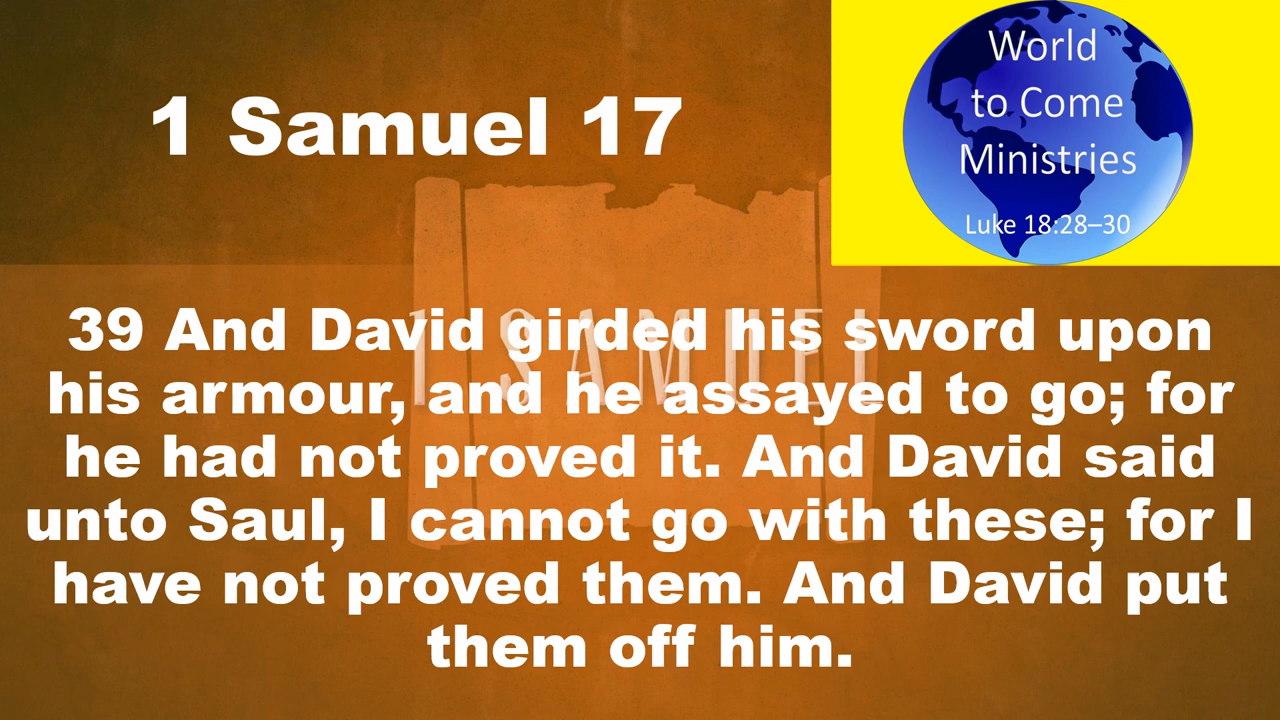 1 Samuel 17
World
to Come
Ministries
Luke 18:28–30
1 SAMUEL
39 And David girded his sword upon
his armour, and he assayed to go; for
he had not proved it. And David said
unto Saul, I cannot go with these; for I
have not proved them. And David put
them off him.